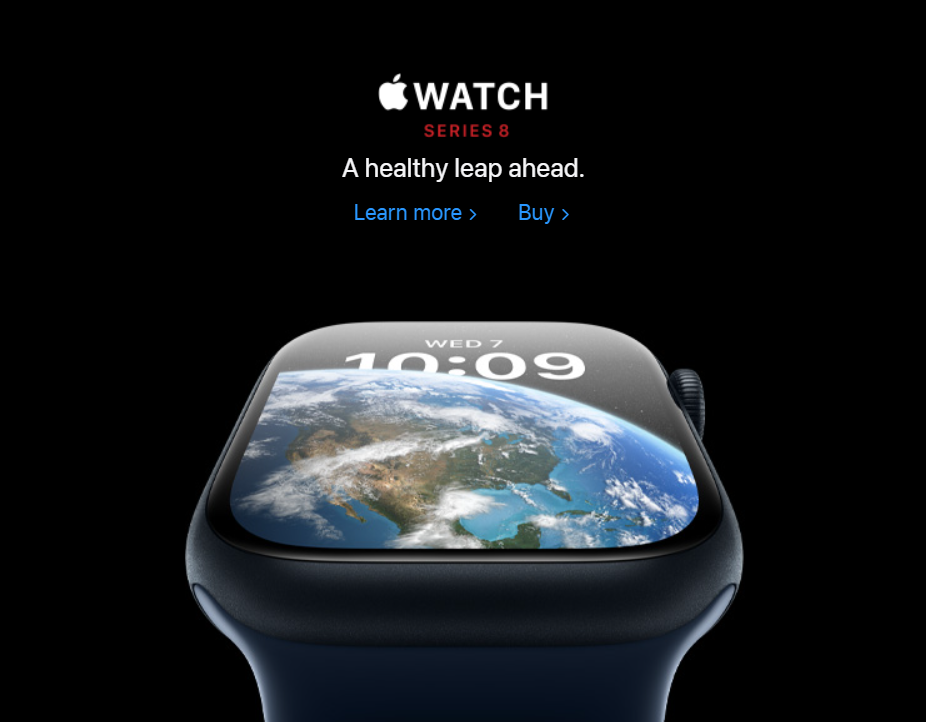 WATCH
SERIES 8
A healthy leap ahead.
Learn more >
Buy >
WED 7
10:09